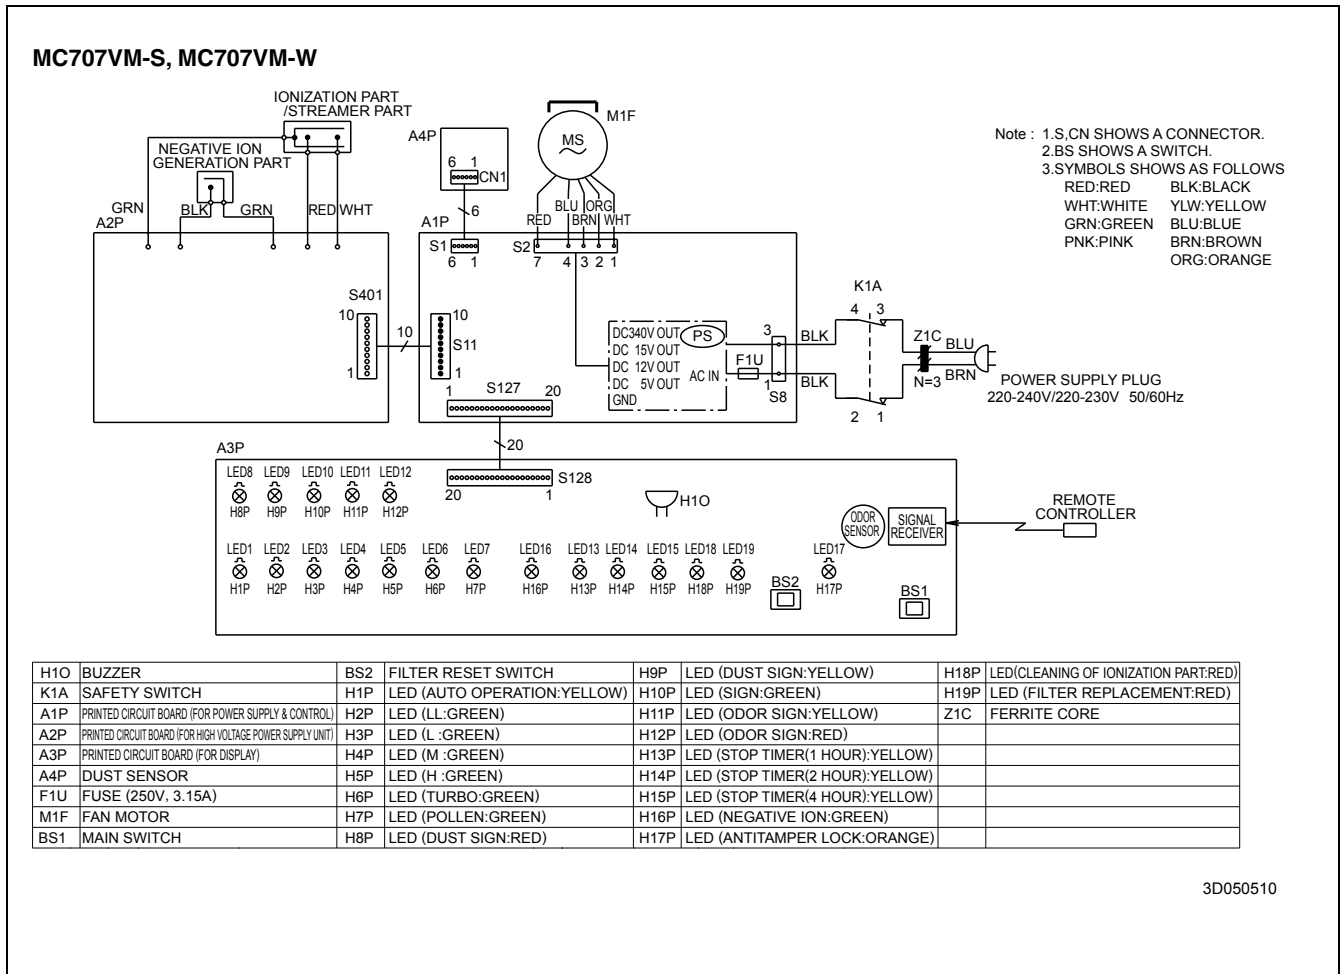 MC707VM-S, MC707VM-W
IONIZATION PART
/STREAMER PART
NEGATIVE ION
GENERATION PART
GRN
BLK
GRN
RED
WHT
A2P
A4P
6 1
CN1
6
A1P
S1
6 1
M1F
MS
RED
BLU
BRN
ORG
WHT
S2
7 4 3 2 1
Note : 1.S,CN SHOWS A CONNECTOR.
2.BS SHOWS A SWITCH.
3.SYMBOLS SHOWS AS FOLLOWS
RED:RED BLK:BLACK
WHT:WHITE YLW:YELLOW
GRN:GREEN BLU:BLUE
PNK:PINK BRN:BROWN
ORG:ORANGE
S401
10
1
10
10
S11
1
DC340V OUT
DC 15V OUT
DC 12V OUT
DC 5V OUT
GND
PS
AC IN
F1U
3
1
S8
BLK
BLK
K1A
4 3
2 1
Z1C
N=3
BLU
BRN
POWER SUPPLY PLUG
220-240V/220-230V 50/60Hz
1 S127 20
20
A3P
S128
20 1
LED8 LED9 LED10 LED11 LED12
H8P H9P H10P H11P H12P
H1O
ODOR
SENSOR
SIGNAL
RECEIVER
REMOTE
CONTROLLER
LED1 LED2 LED3 LED4 LED5 LED6 LED7 LED16 LED13 LED14 LED15 LED18 LED19 LED17
H1P H2P H3P H4P H5P H6P H7P H16P H13P H14P H15P H18P H19P H17P
BS2
BS1
H1O BUZZER BS2 FILTER RESET SWITCH H9P LED (DUST SIGN:YELLOW) H18P LED(CLEANING OF IONIZATION PART:RED)
K1A SAFETY SWITCH H1P LED (AUTO OPERATION:YELLOW) H10P LED (SIGN:GREEN) H19P LED (FILTER REPLACEMENT:RED)
A1P PRINTED CIRCUIT BOARD (FOR POWER SUPPLY & CONTROL) H2P LED (LL:GREEN) H11P LED (ODOR SIGN:YELLOW) Z1C FERRITE CORE
A2P PRINTED CIRCUIT BOARD (FOR HIGH VOLTAGE POWER SUPPLY UNIT) H3P LED (L :GREEN) H12P LED (ODOR SIGN:RED)
A3P PRINTED CIRCUIT BOARD (FOR DISPLAY) H4P LED (M :GREEN) H13P LED (STOP TIMER(1 HOUR):YELLOW)
A4P DUST SENSOR H5P LED (H :GREEN) H14P LED (STOP TIMER(2 HOUR):YELLOW)
F1U FUSE (250V, 3.15A) H6P LED (TURBO:GREEN) H15P LED (STOP TIMER(4 HOUR):YELLOW)
M1F FAN MOTOR H7P LED (POLLEN:GREEN) H16P LED (NEGATIVE ION:GREEN)
BS1 MAIN SWITCH H8P LED (DUST SIGN:RED) H17P LED (ANTITAMPER LOCK:ORANGE)
3D050510